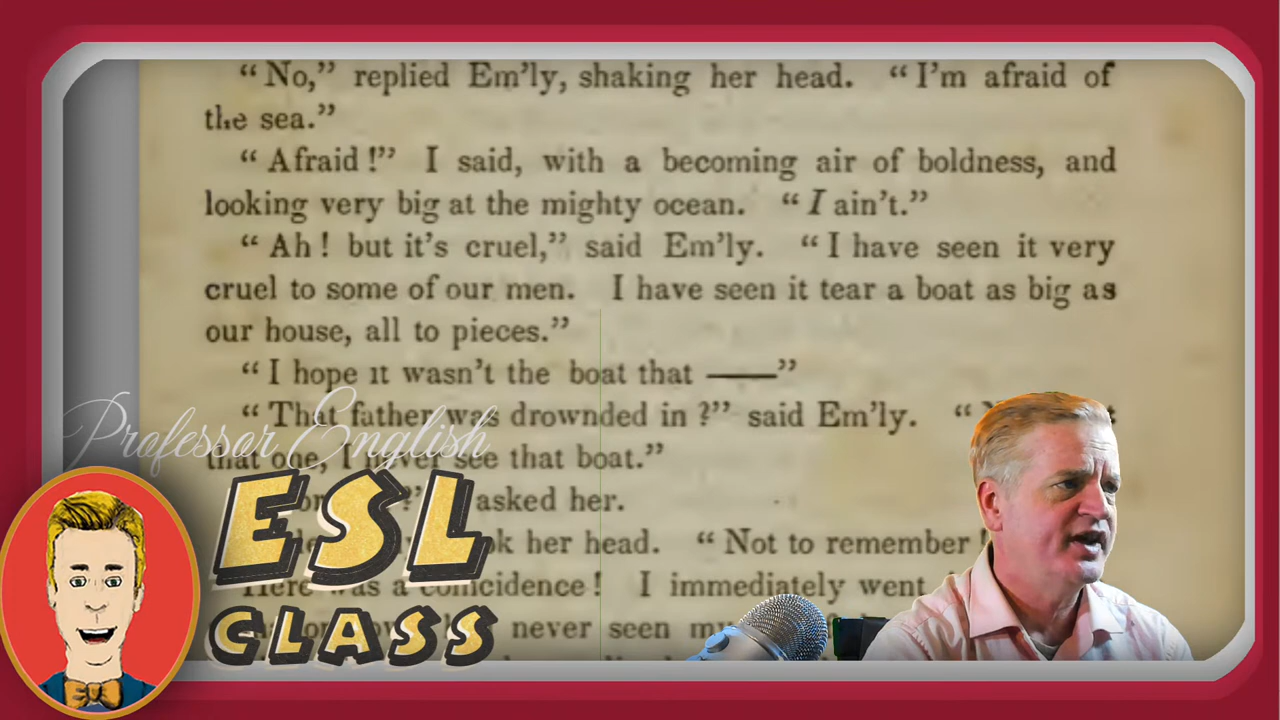 “ No,” replied Em’ly, shaking her head. “ I’m afraid of
the sea.”
“ Afraid !” I said, with a becoming air of boldness, and
looking very big at the mighty ocean. “ I ain’t.”
“ Ah ! but it’s cruel,” said Em’ly. “ I have seen it very
cruel to some of our men. I have seen it tear a boat as big as
our house, all to pieces.”
“ I hope it wasn’t the boat that ——”
“ That father was drownded in ?” said Em’ly. “
that one, I never see that boat.”
asked her.
her head. “ Not to remember !
Here was a coincidence ! I immediately went
never seen my
Professor English
ESL
CLASS